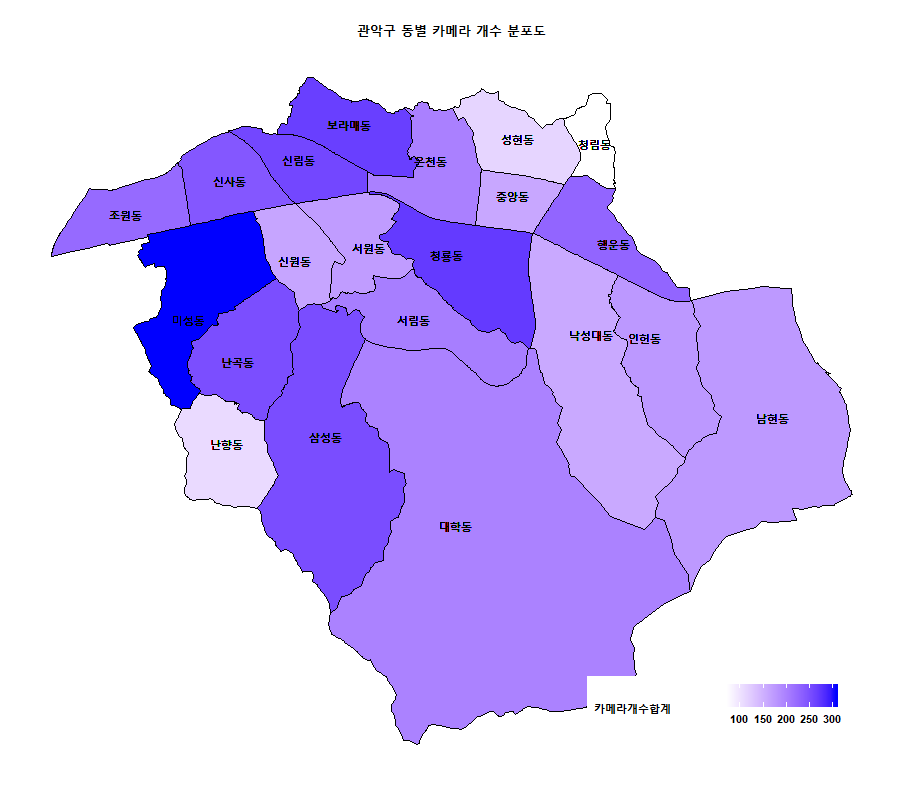 관악구 동별 카메라 개수 분포도
보라매동
성현동
청림동
신림동
은천동
신사동
중앙동
조원동
행운동
서원동
청룡동
신원동
미성동
서림동
낙성대동
인헌동
난곡동
남현동
삼성동
난향동
대학동
카메라개수합계
100 150 200 250 300